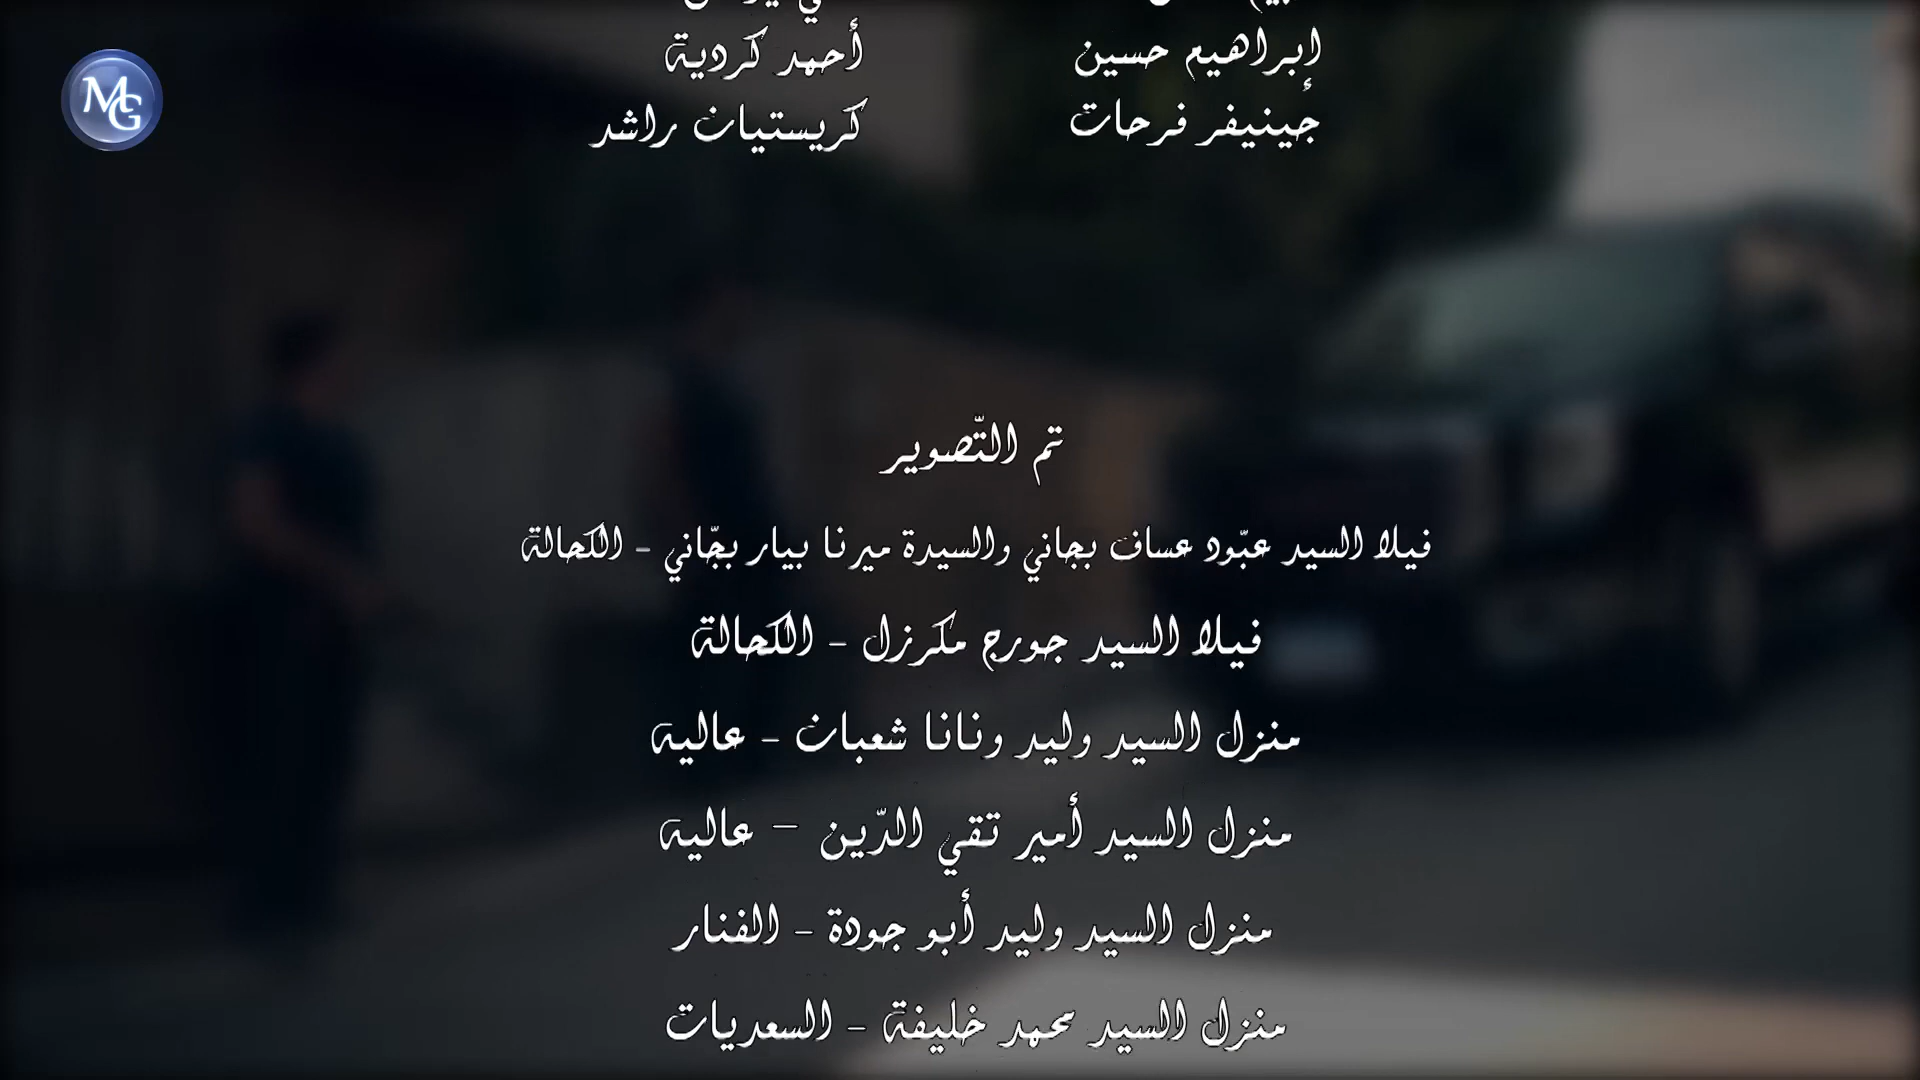 MG
إبراهيم حسين أحمد كردية
جينيفر فرحات كريستيان راشد
تم التّصوير
فيلا السيد عبّود عساف بجاني والسيدة ميرنا بيار بجّاني - الكحالة
فيلا السيد جورج مكرزل - الكحالة
منزل السيد وليد ونانا شعبان - عاليه
منزل السيد أمير تقي الدّين - عاليه
منزل السيد وليد أبو جودة - الفنار
منزل السيد محمد خليفة - السعديات